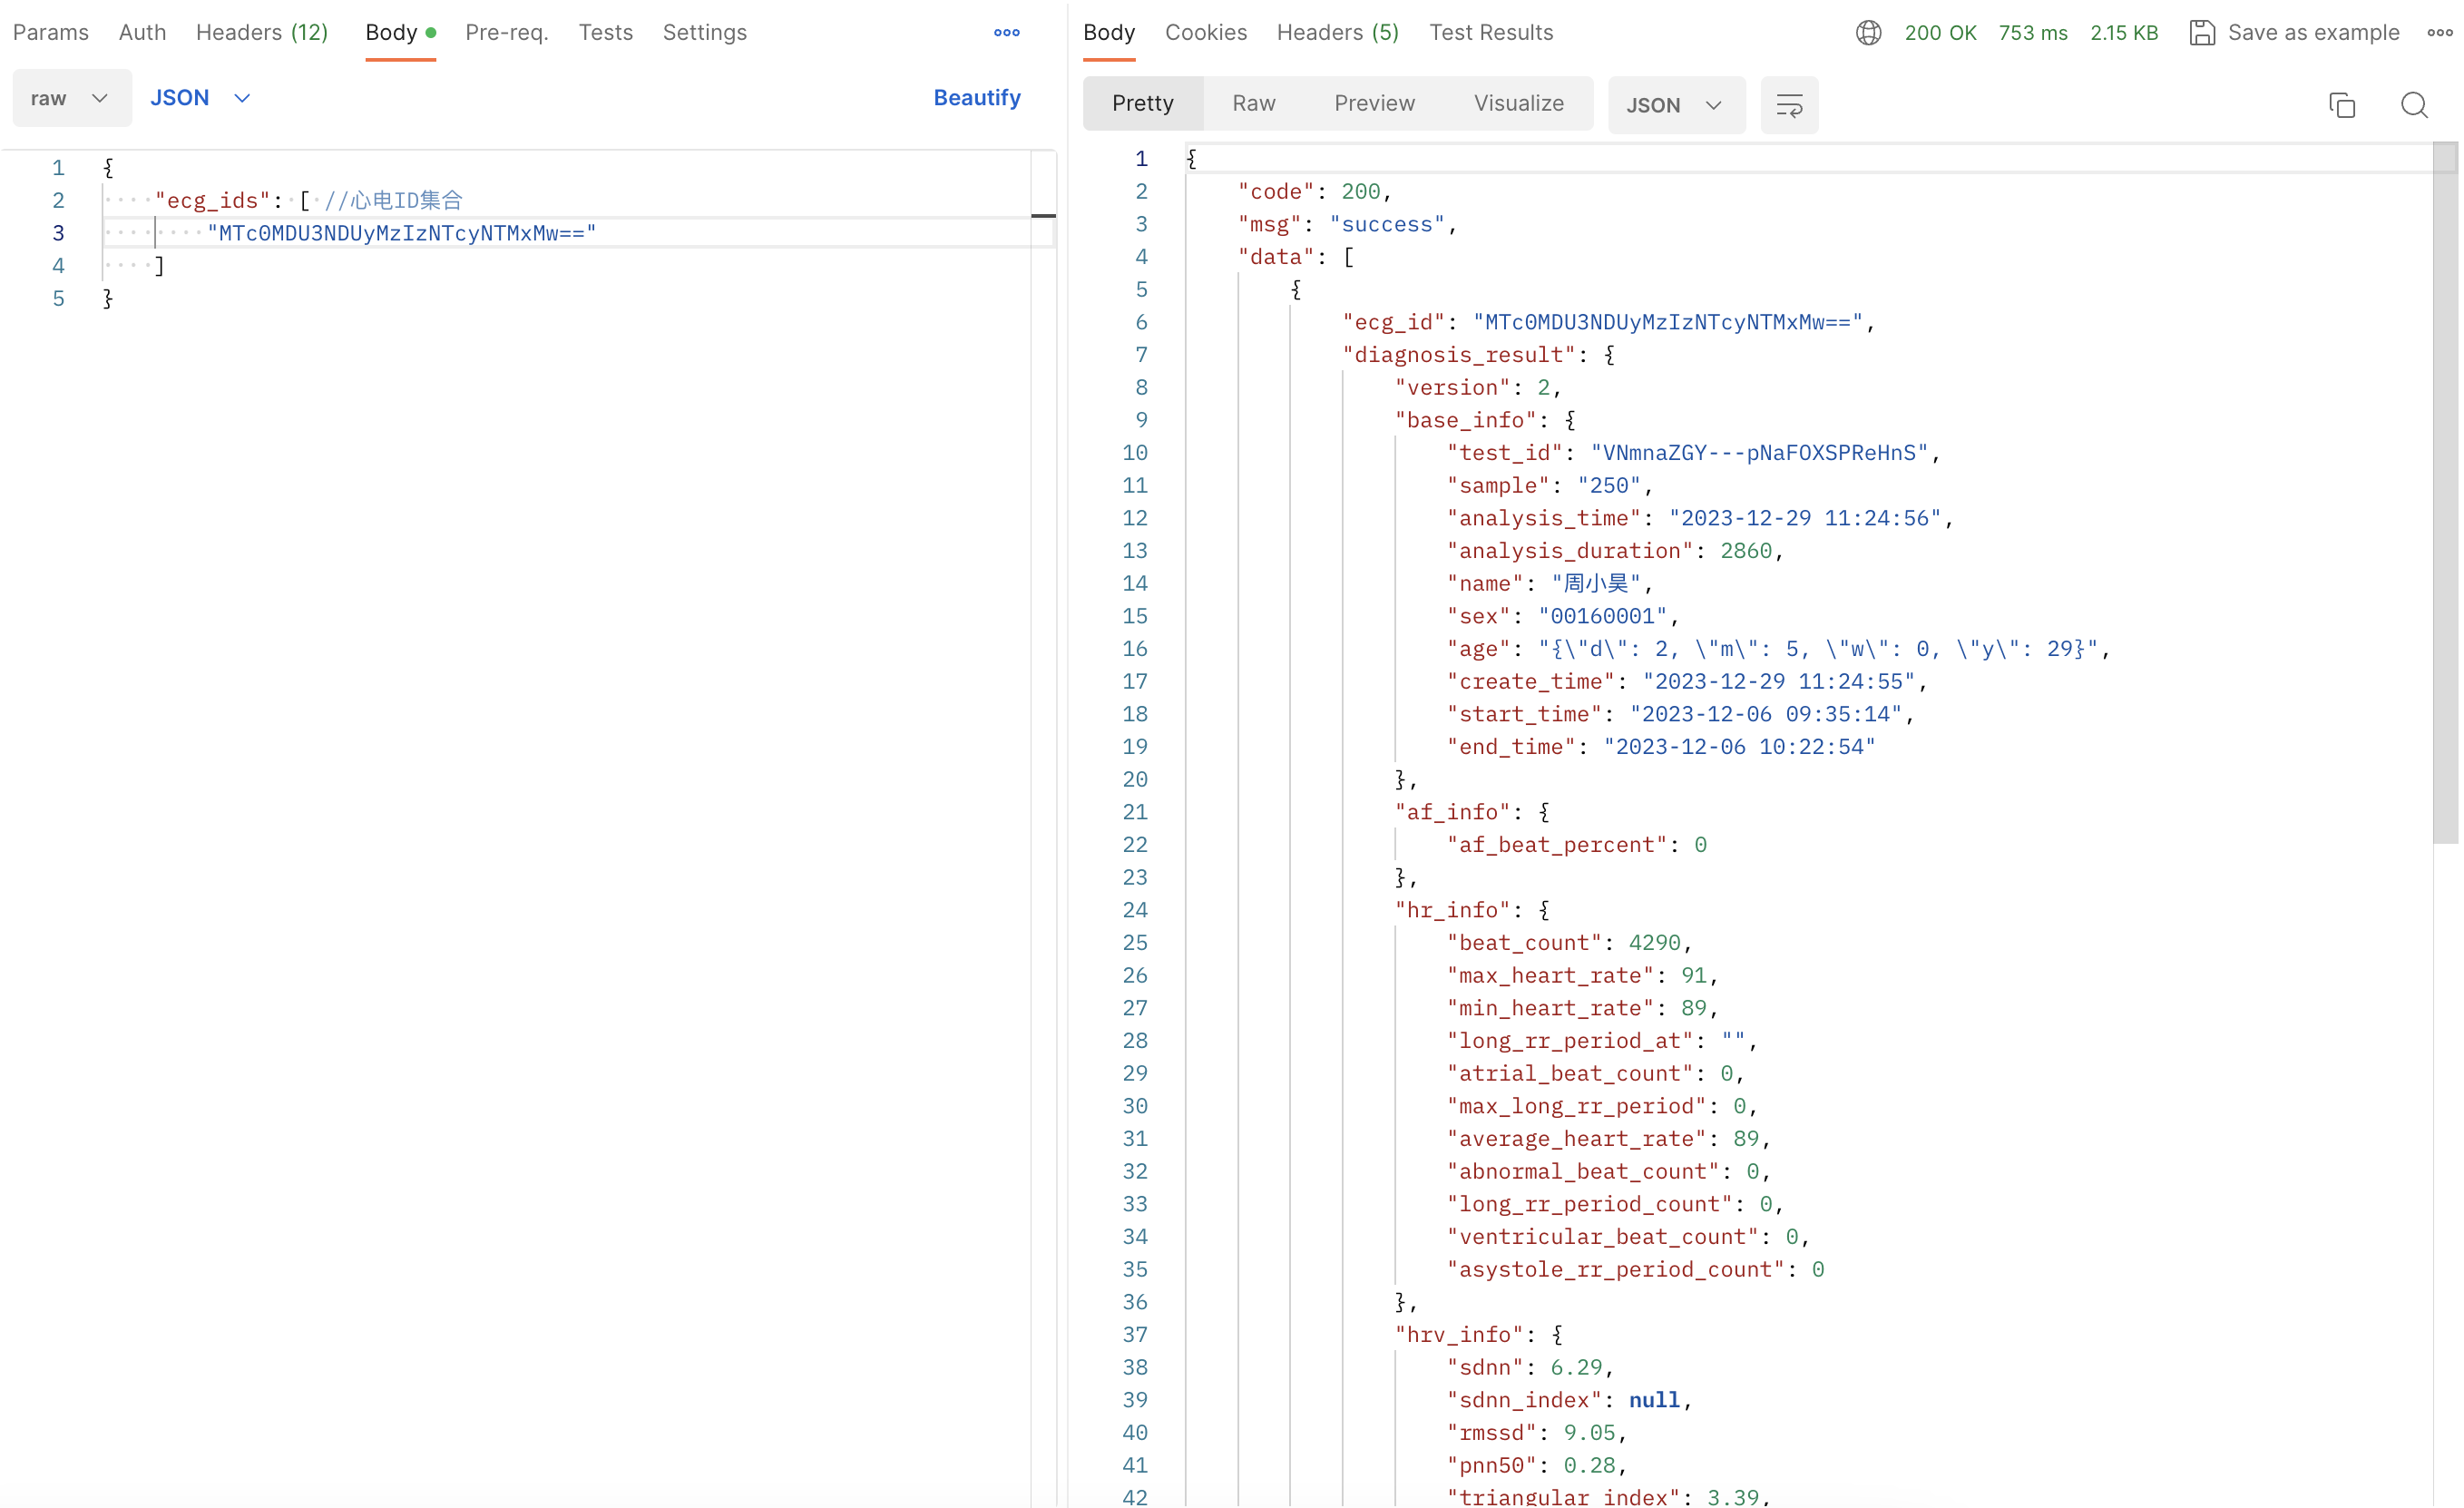 Params Auth Headers (12) Body Pre-req. Tests Settings
raw JSON Beautify
1 {
2 "ecg_ids": [ //心电ID集合
3 "MTc0MDU3NDUyMzIzNTcyNTMxMw=="
4 ]
5 }
Body Cookies Headers (5) Test Results 200 OK 753 ms 2.15 KB Save as example
Pretty Raw Preview Visualize JSON
1 {
2 "code": 200,
3 "msg": "success",
4 "data": [
5 {
6 "ecg_id": "MTc0MDU3NDUyMzIzNTcyNTMxMw==",
7 "diagnosis_result": {
8 "version": 2,
9 "base_info": {
10 "test_id": "VNmnaZGY---pNaFOXSPReHnS",
11 "sample": "250",
12 "analysis_time": "2023-12-29 11:24:56",
13 "analysis_duration": 2860,
14 "name": "周小昊",
15 "sex": "00160001",
16 "age": "{\"d\": 2, \"m\": 5, \"w\": 0, \"y\": 29}",
17 "create_time": "2023-12-29 11:24:55",
18 "start_time": "2023-12-06 09:35:14",
19 "end_time": "2023-12-06 10:22:54"
20 },
21 "af_info": {
22 "af_beat_percent": 0
23 },
24 "hr_info": {
25 "beat_count": 4290,
26 "max_heart_rate": 91,
27 "min_heart_rate": 89,
28 "long_rr_period_at": "",
29 "atrial_beat_count": 0,
30 "max_long_rr_period": 0,
31 "average_heart_rate": 89,
32 "abnormal_beat_count": 0,
33 "long_rr_period_count": 0,
34 "ventricular_beat_count": 0,
35 "asystole_rr_period_count": 0
36 },
37 "hrv_info": {
38 "sdnn": 6.29,
39 "sdnn_index": null,
40 "rmssd": 9.05,
41 "pnn50": 0.28,
42 "triangular_index": 3.39,